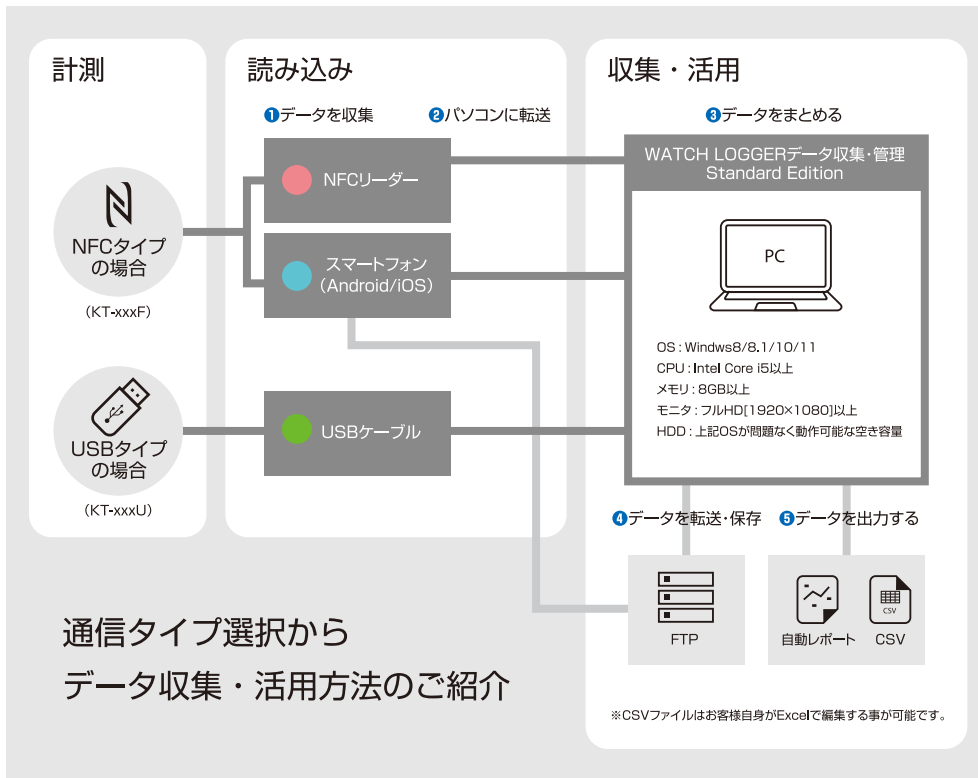 計測
NFCタイプ
の場合
(KT-xxxF)
USBタイプ
の場合
(KT-xxxU)
読み込み
❶データを収集
❷パソコンに転送
NFCリーダー
スマートフォン
(Android/iOS)
USBケーブル
収集・活用
❸データをまとめる
WATCH LOGGERデータ収集・管理
Standard Edition
PC
OS : Windws8/8.1/10/11
CPU : Intel Core i5以上
メモリ : 8GB以上
モニタ : フルHD[1920×1080]以上
HDD : 上記OSが問題なく動作可能な空き容量
❹データを転送・保存
❺データを出力する
FTP
自動レポート
CSV
CSV
※CSVファイルはお客様自身がExcelで編集する事が可能です。
通信タイプ選択から
データ収集・活用方法のご紹介